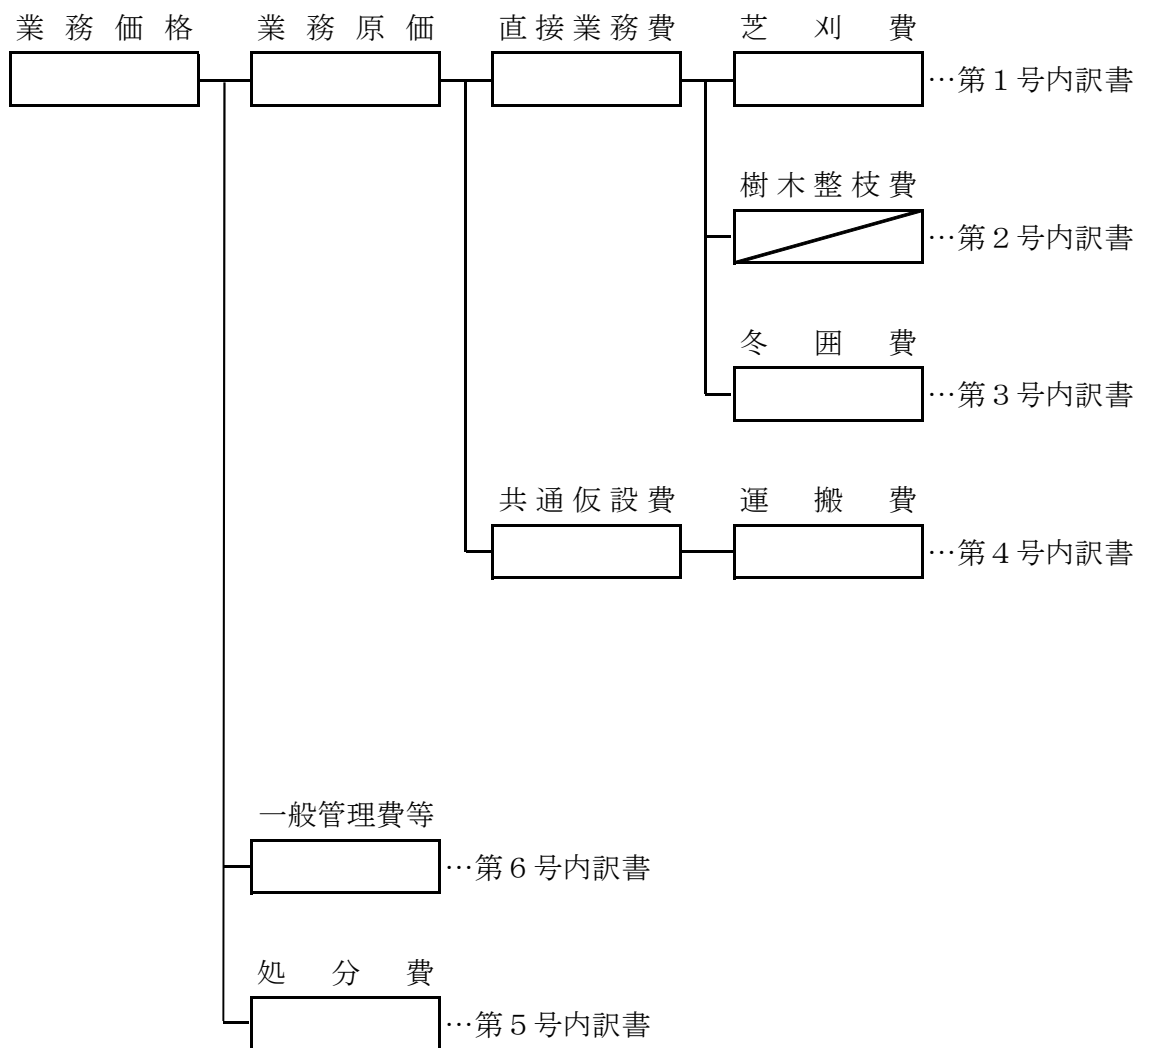 業務価格 業務原価 直接業務費 芝刈費
…第１号内訳書
樹木整枝費
…第２号内訳書
冬囲費
…第３号内訳書
共通仮設費 運搬費
…第４号内訳書
一般管理費等
…第６号内訳書
処分費
…第５号内訳書